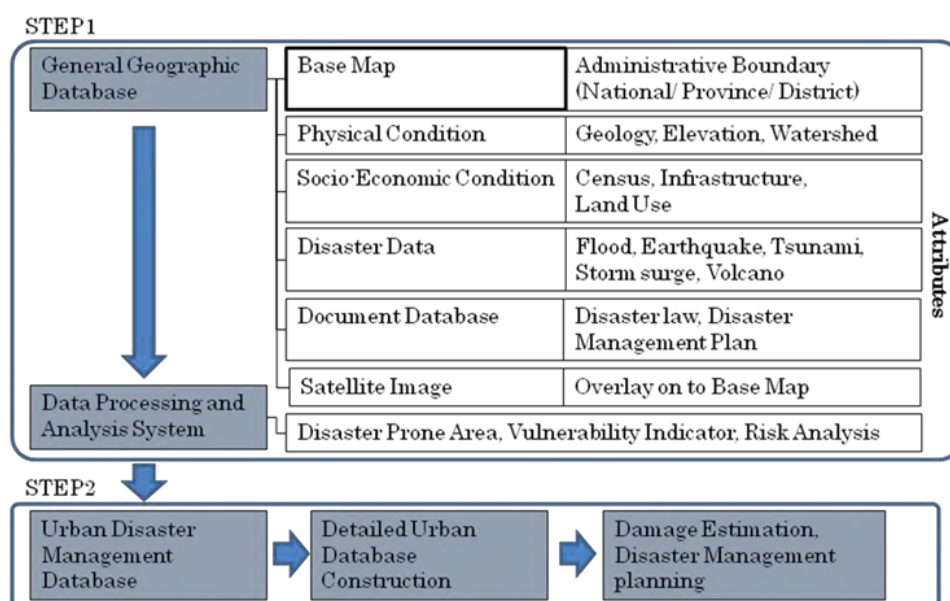 STEP1
General Geographic
Database
Base Map
Administrative Boundary
(National/ Province/ District)
Physical Condition
Geology, Elevation, Watershed
Socio-Economic Condition
Census, Infrastructure,
Land Use
Disaster Data
Flood, Earthquake, Tsunami,
Storm surge, Volcano
Document Database
Disaster law, Disaster
Management Plan
Satellite Image
Overlay on to Base Map
Attributes
Data Processing and
Analysis System
Disaster Prone Area, Vulnerability Indicator, Risk Analysis
STEP2
Urban Disaster
Management
Database
Detailed Urban
Database
Construction
Damage Estimation,
Disaster Management
planning